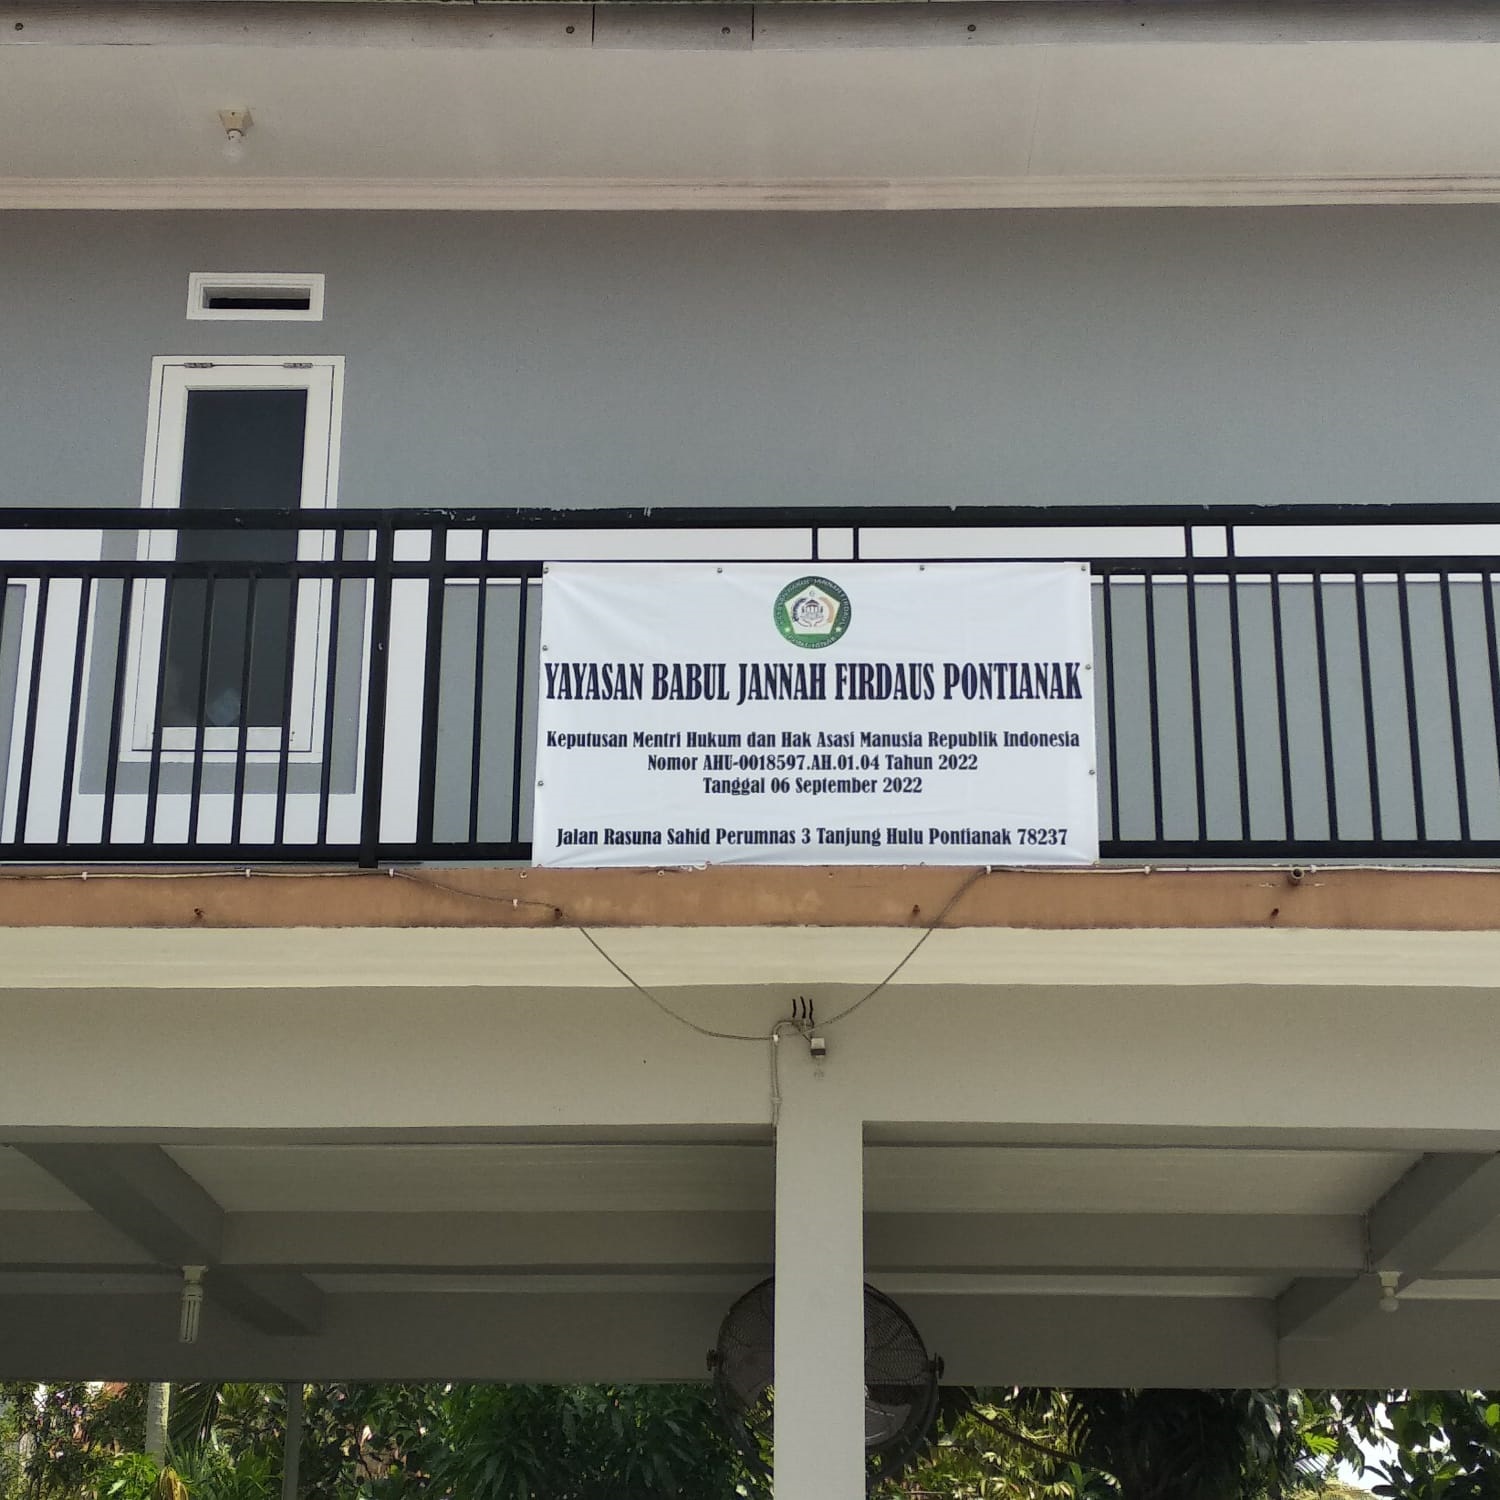 YAYASAN BABUL JANNAH FIRDAUS PONTIANAK
Keputusan Mentri Hukum dan Hak Asasi Manusia Republik Indonesia
Nomor AHU-0018597.AH.01.04 Tahun 2022
Tanggal 06 September 2022
Jalan Rasuna Sahid Perumnas 3 Tanjung Hulu Pontianak 78237